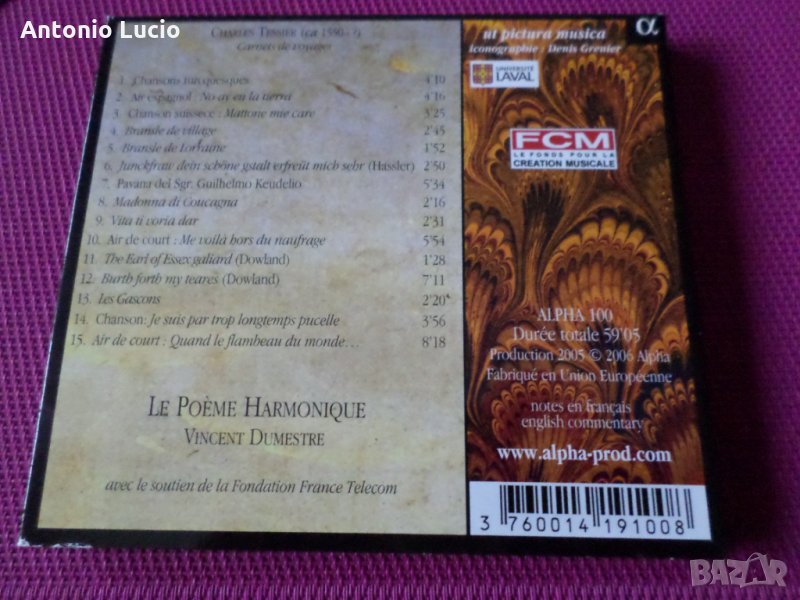 Antonio Lucio
CHARLES TESSIER (ca 1550-?)
Carnets de voyages
1. Chansons turcquesques 4'10
2. Air espagnol : No ay en la tierra 4'16
3. Chanson suissece : Mattone mie care 3'25
4. Bransle de village 2'45
5. Bransle de Lorraine 1'52
6. Junckfraw dein schöne gstalt erfreüt mich sehr (Hassler) 2'50
7. Pavana del Sgr. Guilhelmo Keudelio 5'34
8. Madonna di Coucagna 2'16
9. Vita ti voria dar 2'31
10. Air de court : Me voilà hors du naufrage 5'54
11. The Earl of Essex galiard (Dowland) 1'28
12. Burth forth my teares (Dowland) 7'11
13. Les Gascons 2'20
14. Chanson: Je suis par trop longtemps pucelle 3'56
15. Air de court : Quand le flambeau du monde... 8'18
LE POÈME HARMONIQUE
VINCENT DUMESTRE
avec le soutien de la Fondation France Telecom
ut pictura musica
iconographie : Denis Grenier
α
UNIVERSITÉ
LAVAL
FCM
LE FONDS POUR LA
CREATION MUSICALE
ALPHA 100
Durée totale 59'05
Production 2005 © 2006 Alpha
Fabriqué en Union Européenne
notes en français
english commentary
www.alpha-prod.com
3 760014 191008
BAZAR